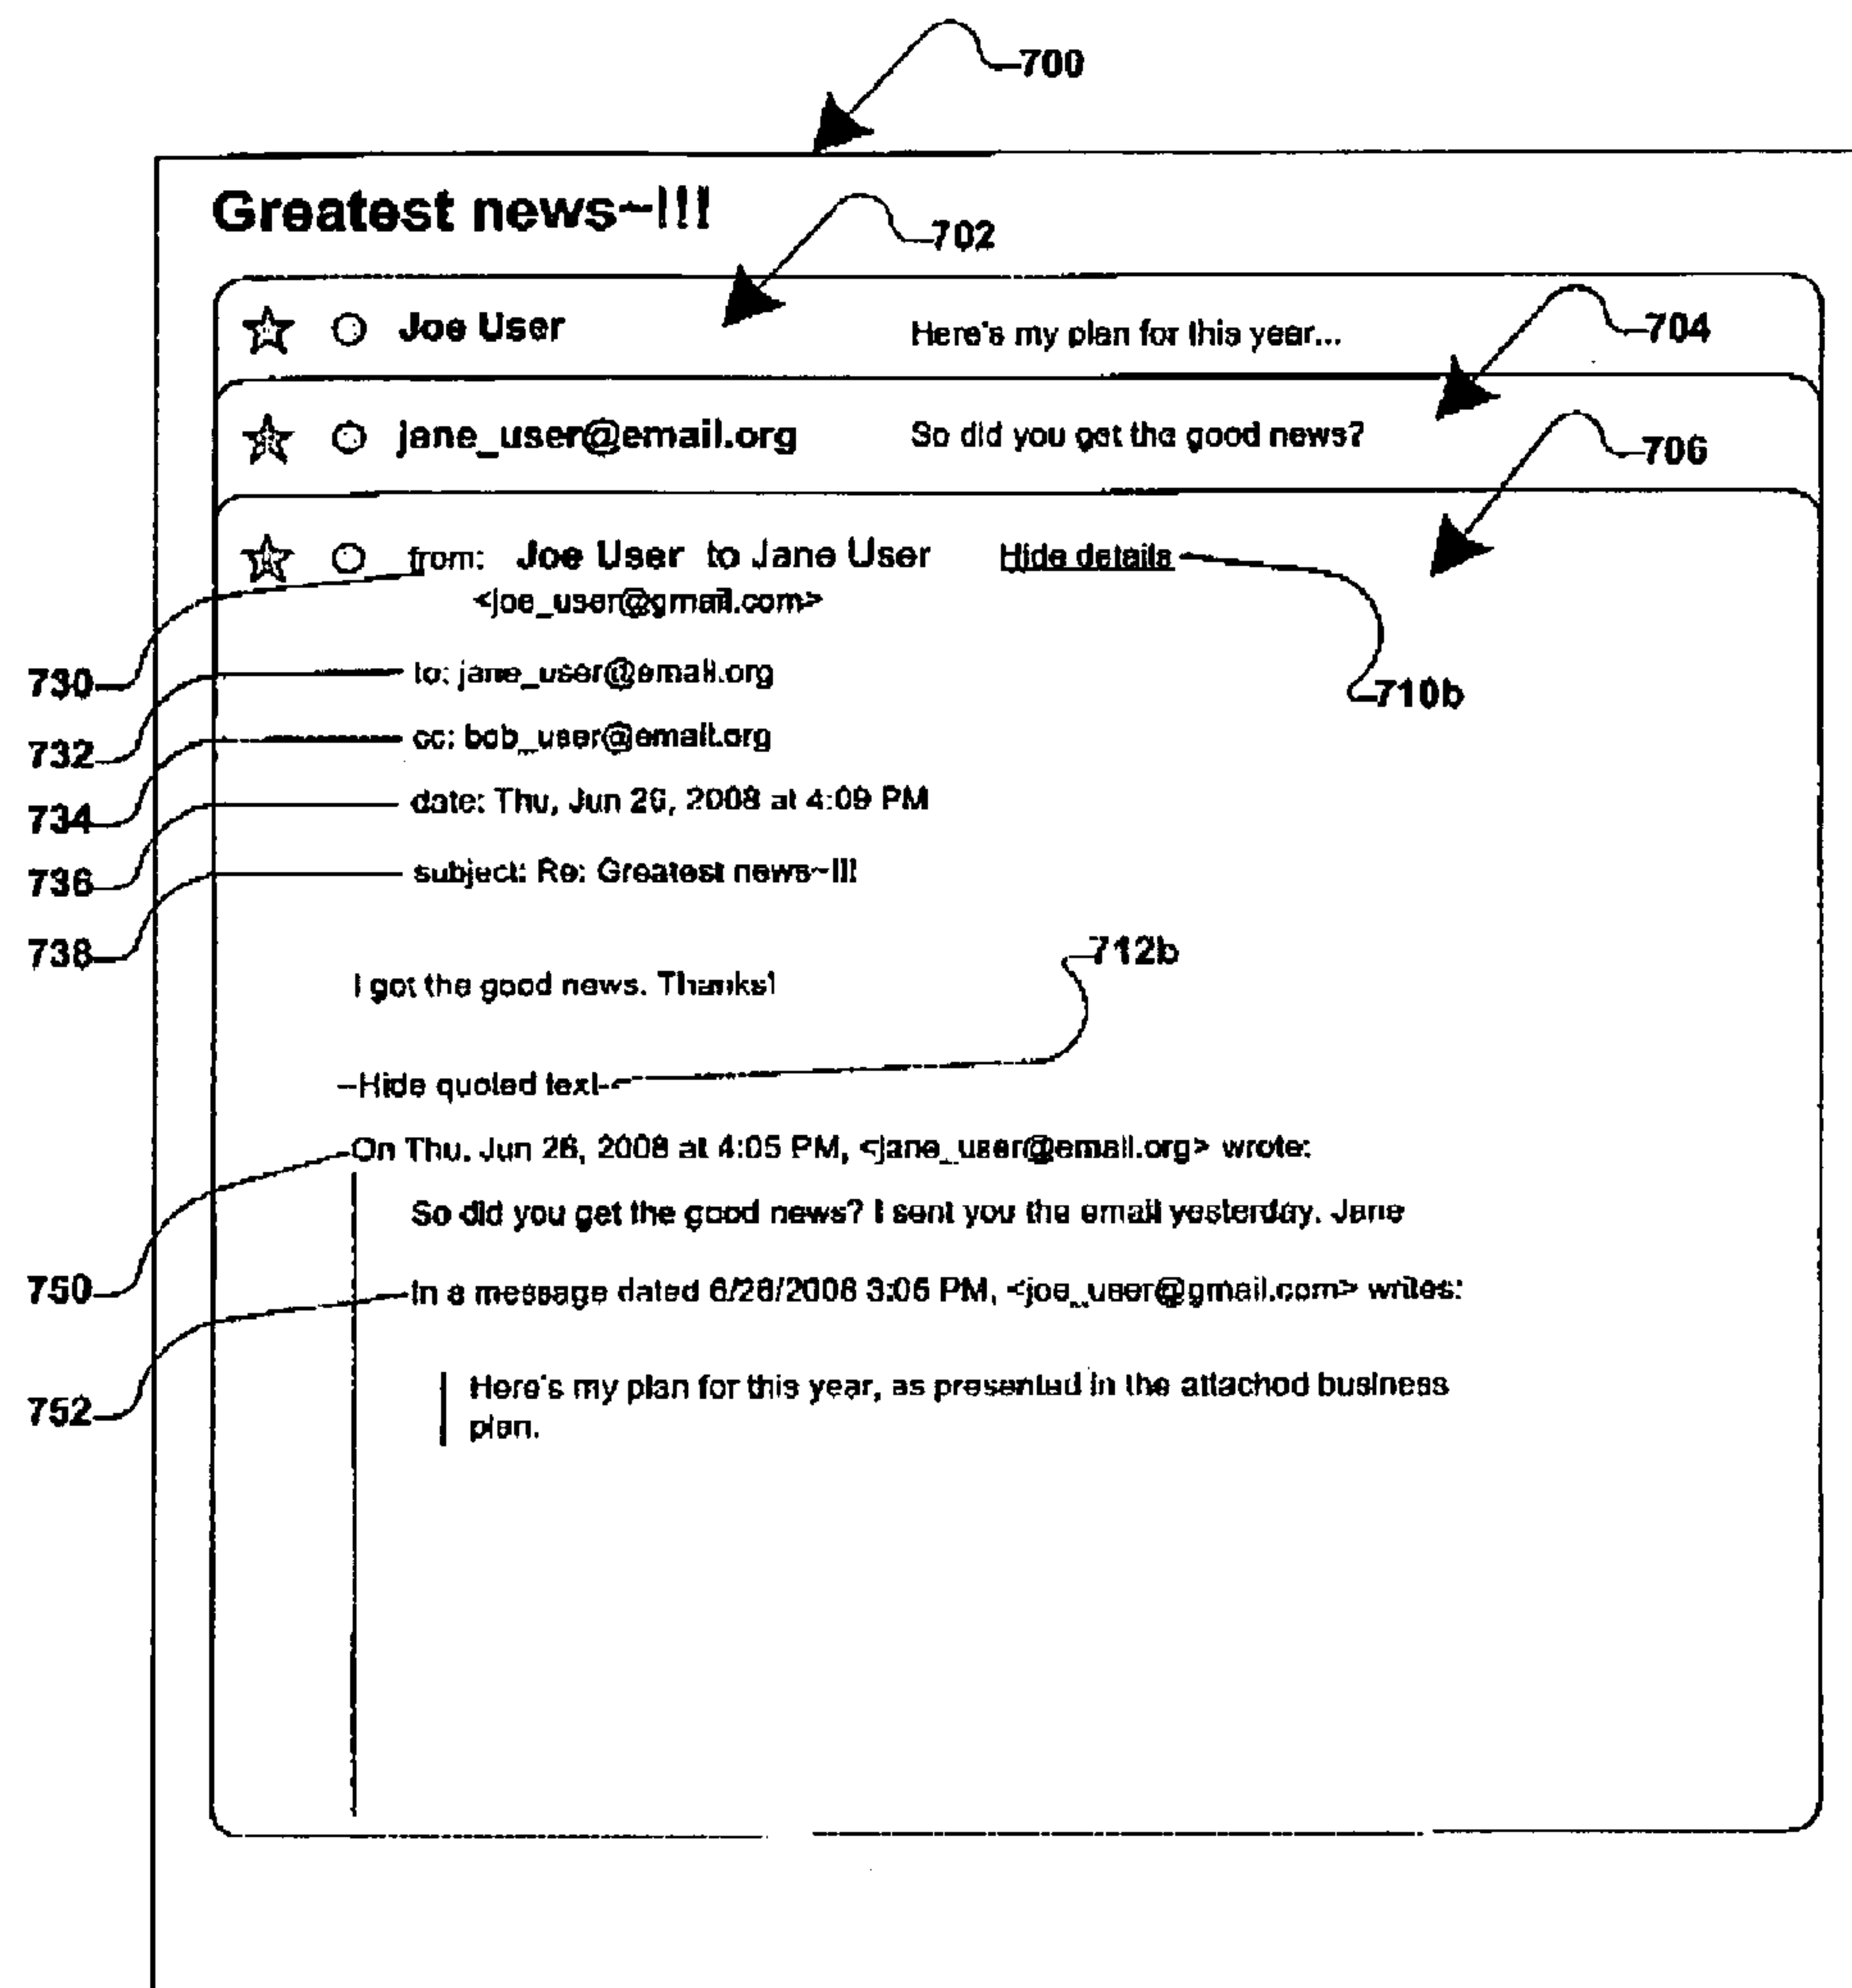 700
Greatest news~!!!
702
Joe User Here's my plan for this year...
704
jane_user@email.org So did you get the good news?
706
from: Joe User to Jane User Hide details
<joe_user@gmail.com>
730
to: jane_user@email.org
710b
732
cc: bob_user@email.org
734
date: Thu, Jun 26, 2008 at 4:09 PM
736
subject: Re: Greatest news~!!!
738
712b
I got the good news. Thanks!
–Hide quoted text-
On Thu, Jun 26, 2008 at 4:05 PM, <jane_user@email.org> wrote:
So did you get the good news? I sent you the email yesterday. Jane
750
In a message dated 6/26/2008 3:05 PM, <joe_user@gmail.com> writes:
Here's my plan for this year, as presented in the attached business
752
plan.